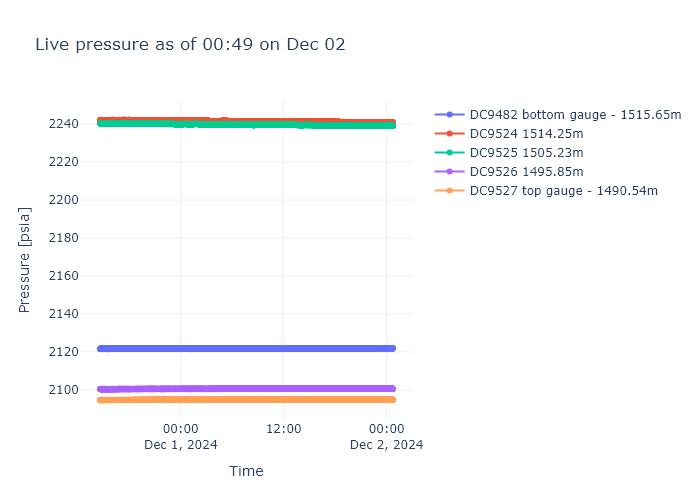 Live pressure as of 00:49 on Dec 02
DC9482 bottom gauge - 1515.65m
DC9524 1514.25m
DC9525 1505.23m
DC9526 1495.85m
DC9527 top gauge - 1490.54m
Pressure [psia]
2240
2220
2200
2180
2160
2140
2120
2100
00:00
Dec 1, 2024
12:00
00:00
Dec 2, 2024
Time